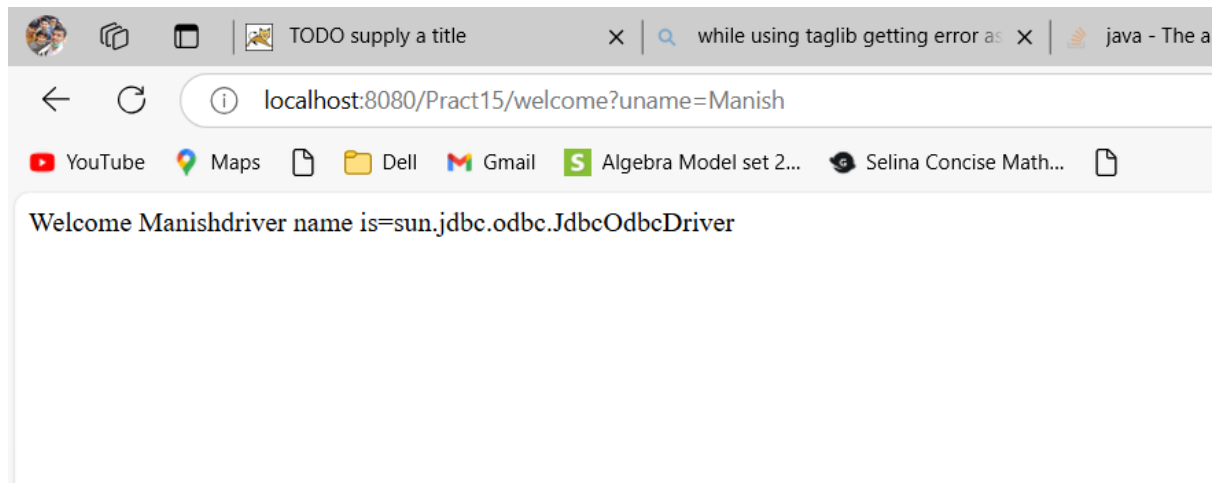 TODO supply a title
while using taglib getting error as
java - The a
localhost:8080/Pract15/welcome?uname=Manish
YouTube Maps Dell Gmail S Algebra Model set 2... Selina Concise Math...
Welcome Manishdriver name is=sun.jdbc.odbc.JdbcOdbcDriver